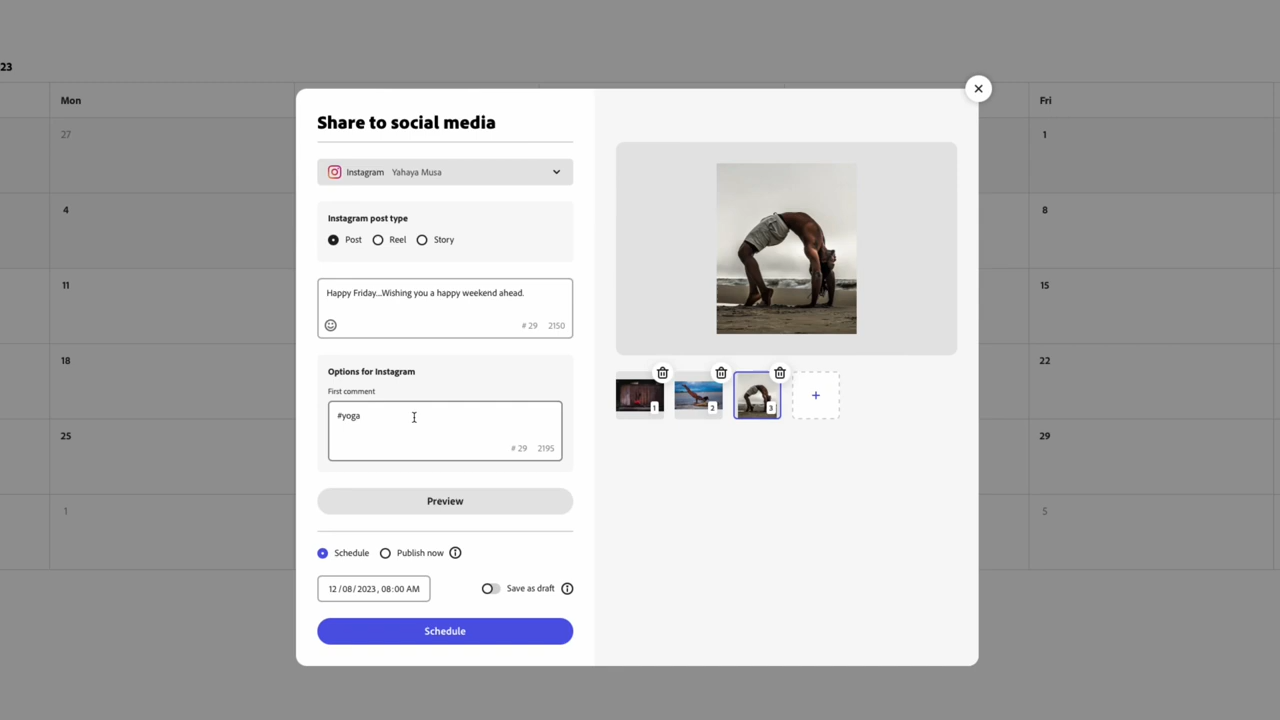 23
Mon
Fri
27
1
4
8
11
15
18
22
25
29
1
5
Share to social media
Instagram Yahaya Musa
Instagram post type
Post Reel Story
Happy Friday...Wishing you a happy weekend ahead.
# 29 2150
Options for Instagram
First comment
#yoga
# 29 2195
Preview
Schedule Publish now
12/08/2023, 08:00 AM
Save as draft
Schedule
1
2
3
+